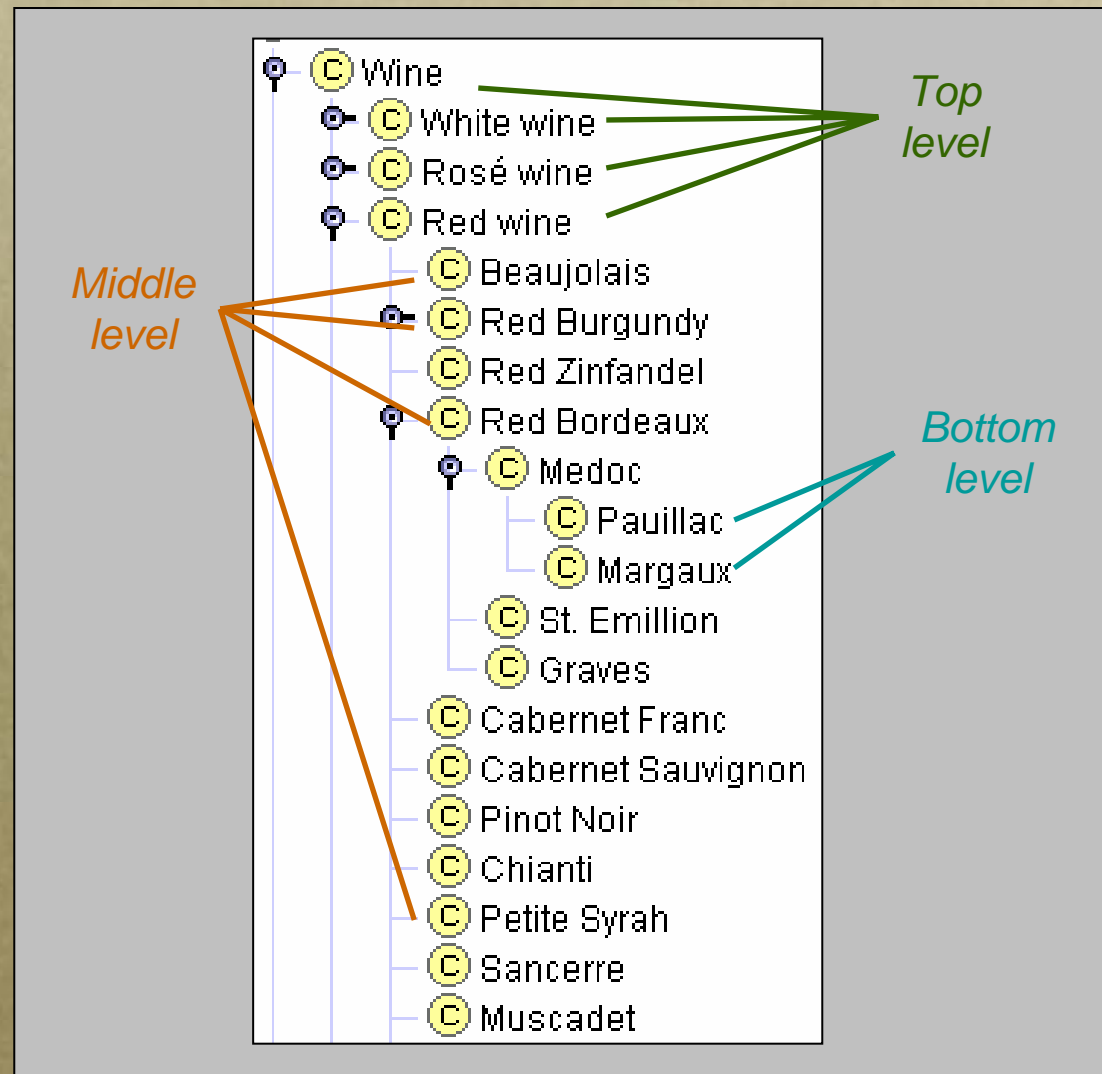 C Wine
C White wine
C Rosé wine
C Red wine
C Beaujolais
C Red Burgundy
C Red Zinfandel
C Red Bordeaux
C Medoc
C Pauillac
C Margaux
C St. Emillion
C Graves
C Cabernet Franc
C Cabernet Sauvignon
C Pinot Noir
C Chianti
C Petite Syrah
C Sancerre
C Muscadet
Top
level
Middle
level
Bottom
level